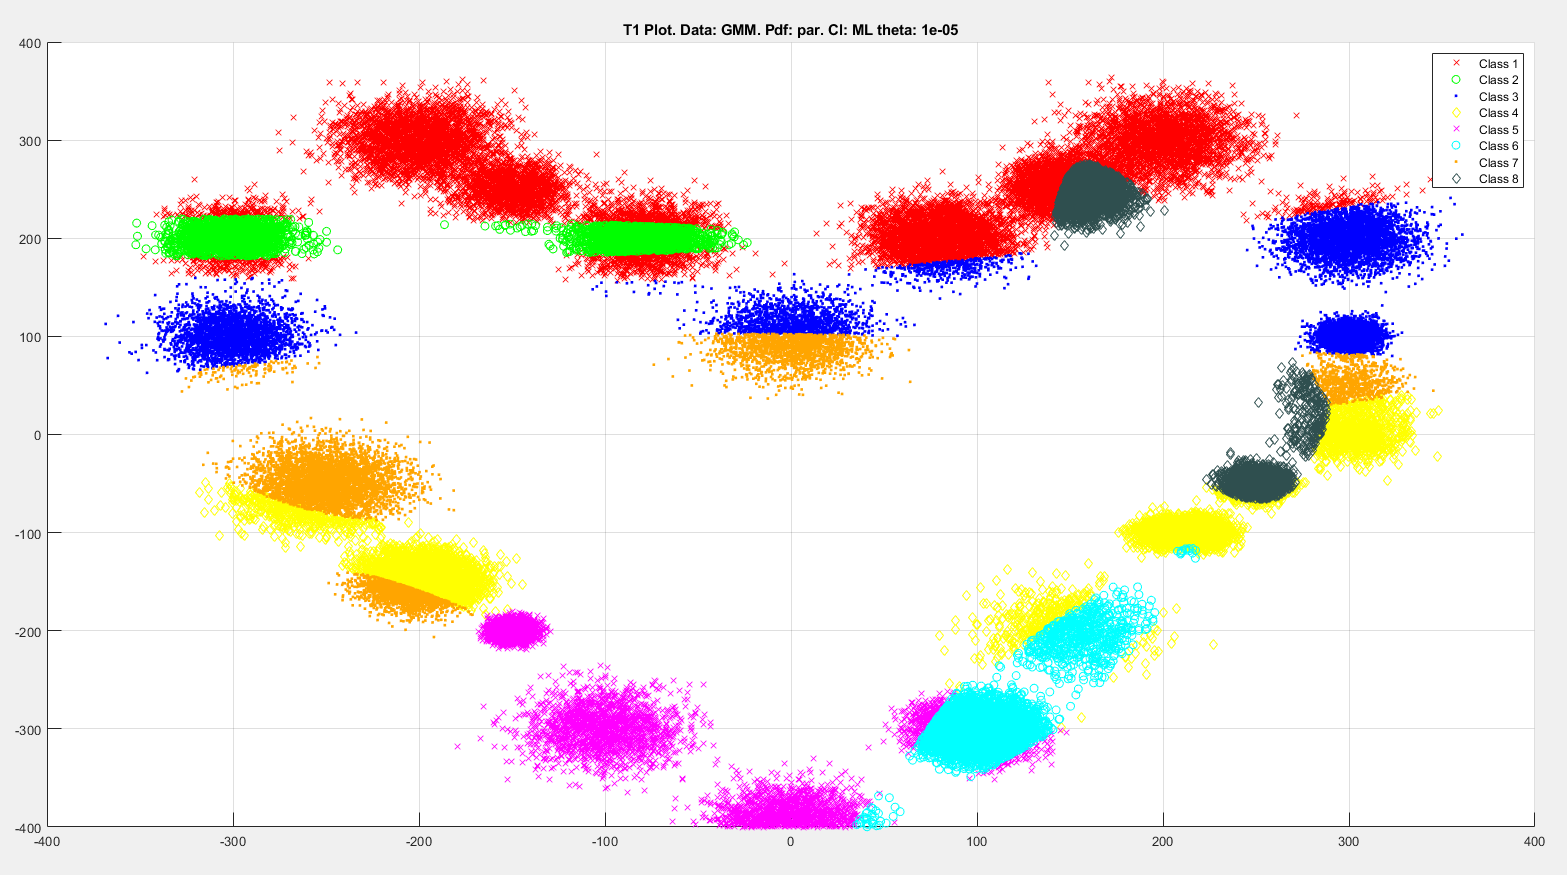 T1 Plot. Data: GMM. Pdf: par. Cl: ML theta: 1e-05
400
300
200
100
0
-100
-200
-300
-400
-400
-300
-200
-100
0
100
200
300
400
Class 1
Class 2
Class 3
Class 4
Class 5
Class 6
Class 7
Class 8